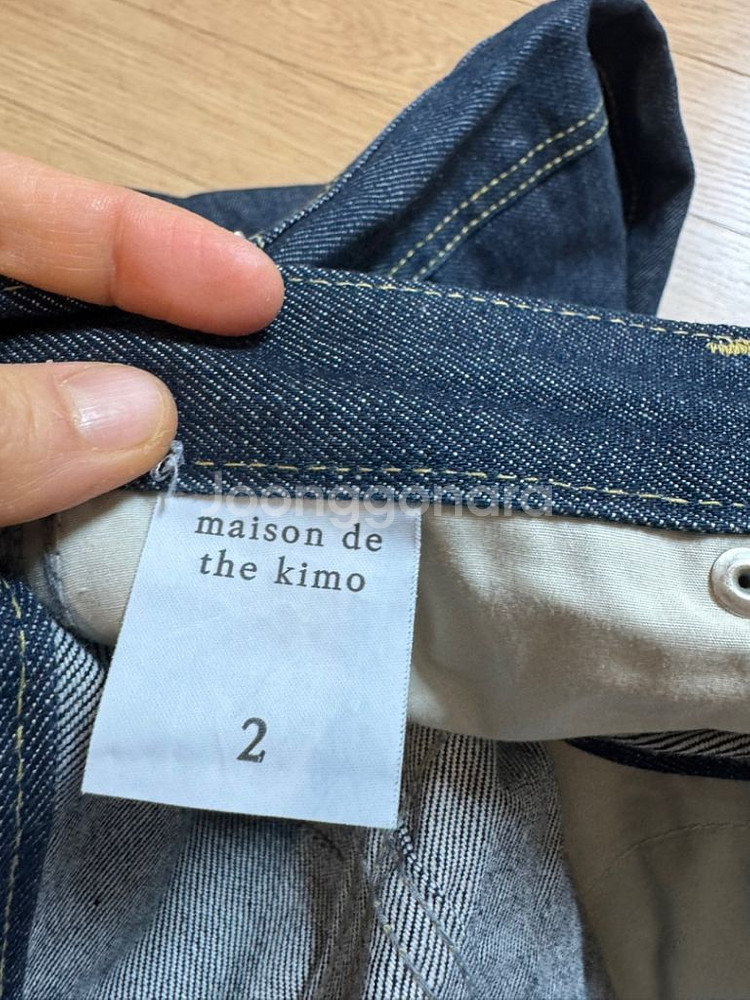 Joonggonara
maison de
the kimo
2